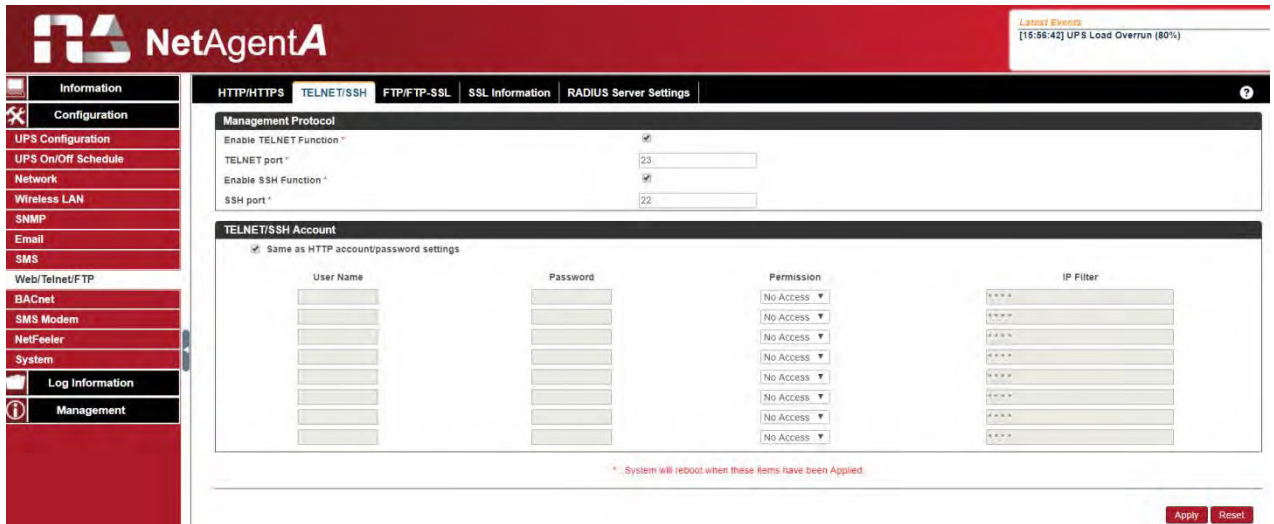 NetAgentA
Latest Events
[15:56:42] UPS Load Overrun (80%)
Information
Configuration
UPS Configuration
UPS On/Off Schedule
Network
Wireless LAN
SNMP
Email
SMS
Web/Telnet/FTP
BACnet
SMS Modem
NetFeeler
System
Log Information
Management
HTTP/HTTPS TELNET/SSH FTP/FTP-SSL SSL Information RADIUS Server Settings ?
Management Protocol
Enable TELNET Function *
TELNET port * 23
Enable SSH Function *
SSH port * 22
TELNET/SSH Account
Same as HTTP account/password settings
User Name Password Permission IP Filter
No Access *.*.*.*
No Access *.*.*.*
No Access *.*.*.*
No Access *.*.*.*
No Access *.*.*.*
No Access *.*.*.*
No Access *.*.*.*
No Access *.*.*.*
* : System will reboot when these items have been Applied.
Apply Reset